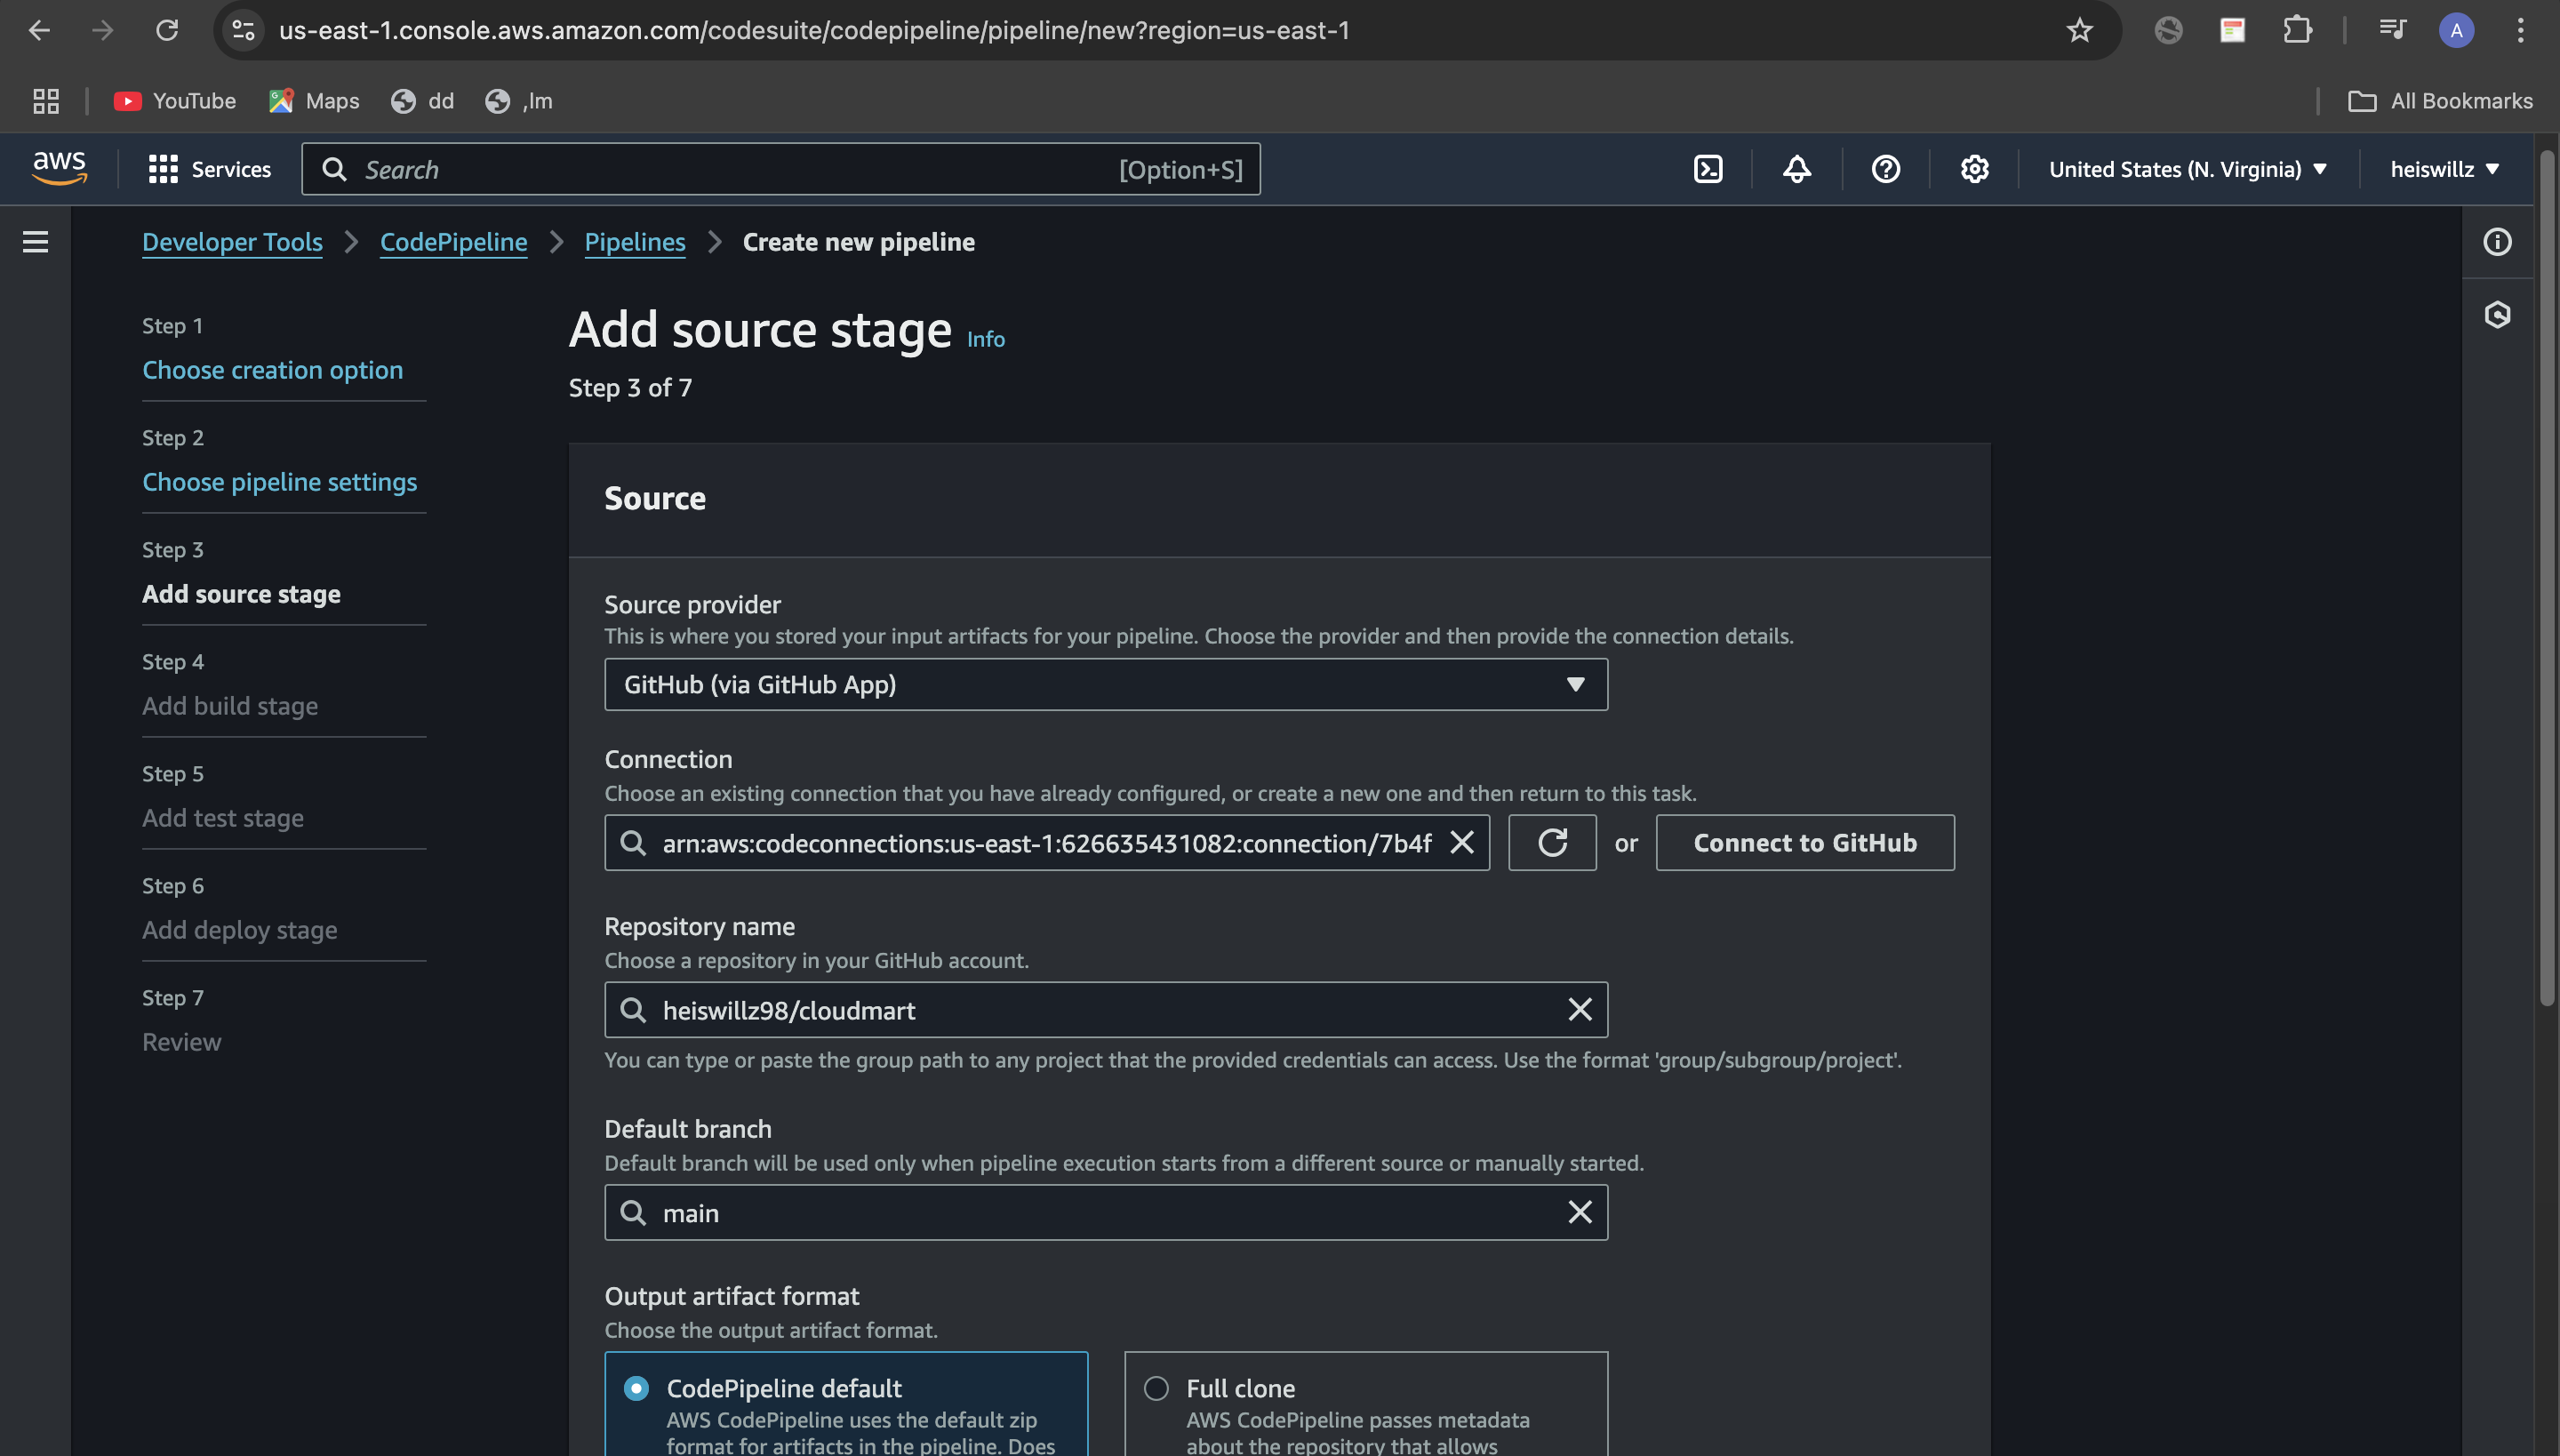 us-east-1.console.aws.amazon.com/codesuite/codepipeline/pipeline/new?region=us-east-1
A
YouTube
Maps
dd
,lm
All Bookmarks
aws
Services
Search
[Option+S]
United States (N. Virginia)
heiswillz
Developer Tools
CodePipeline
Pipelines
Create new pipeline
Step 1
Choose creation option
Step 2
Choose pipeline settings
Step 3
Add source stage
Step 4
Add build stage
Step 5
Add test stage
Step 6
Add deploy stage
Step 7
Review
Add source stage Info
Step 3 of 7
Source
Source provider
This is where you stored your input artifacts for your pipeline. Choose the provider and then provide the connection details.
GitHub (via GitHub App)
Connection
Choose an existing connection that you have already configured, or create a new one and then return to this task.
arn:aws:codeconnections:us-east-1:626635431082:connection/7b4f
or
Connect to GitHub
Repository name
Choose a repository in your GitHub account.
heiswillz98/cloudmart
You can type or paste the group path to any project that the provided credentials can access. Use the format 'group/subgroup/project'.
Default branch
Default branch will be used only when pipeline execution starts from a different source or manually started.
main
Output artifact format
Choose the output artifact format.
CodePipeline default
AWS CodePipeline uses the default zip
format for artifacts in the pipeline. Does
Full clone
AWS CodePipeline passes metadata
about the repository that allows